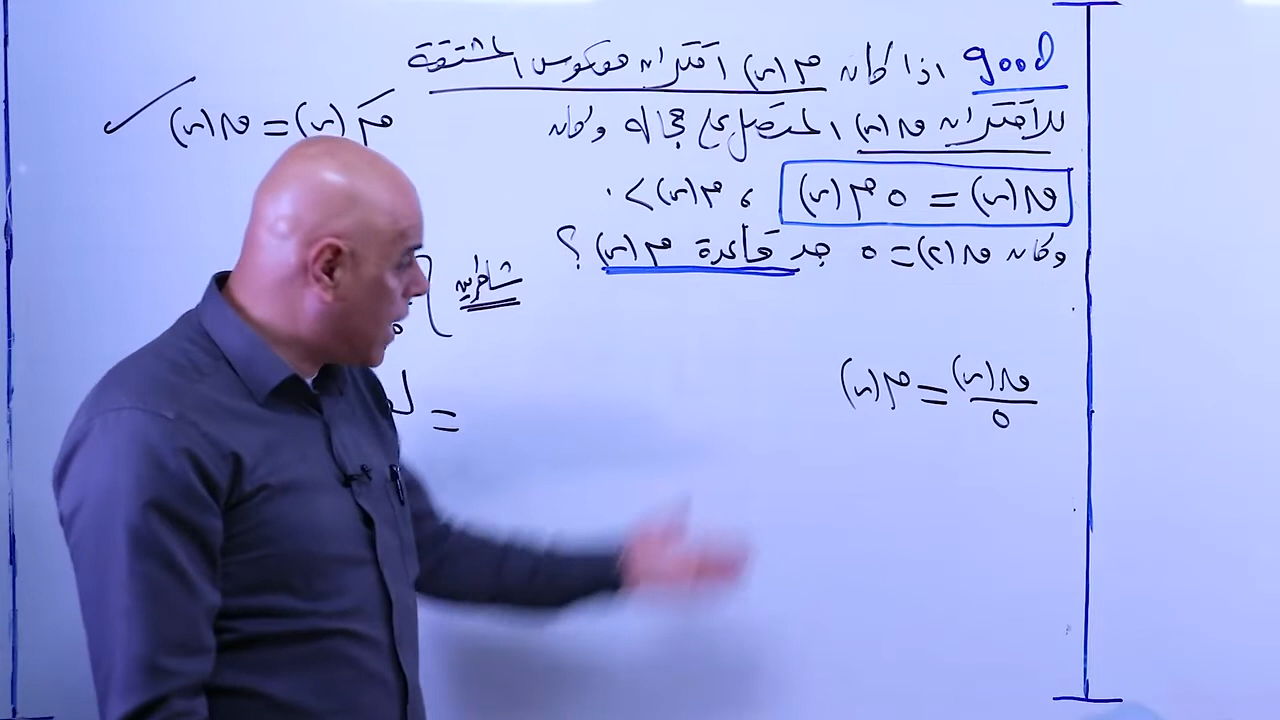 good اذا كان م(س) اقتران معكوس المشتقة
للاقتران ق(س) المتصل على مجاله وكان
ق(س) = ٥ م(س) ، م(س) > ٠
وكان ق(٢) = ٥ جد قاعدة م(س) ؟
ق(س)/٥ = م(س)
مَ(س) = ق(س) ✓
=